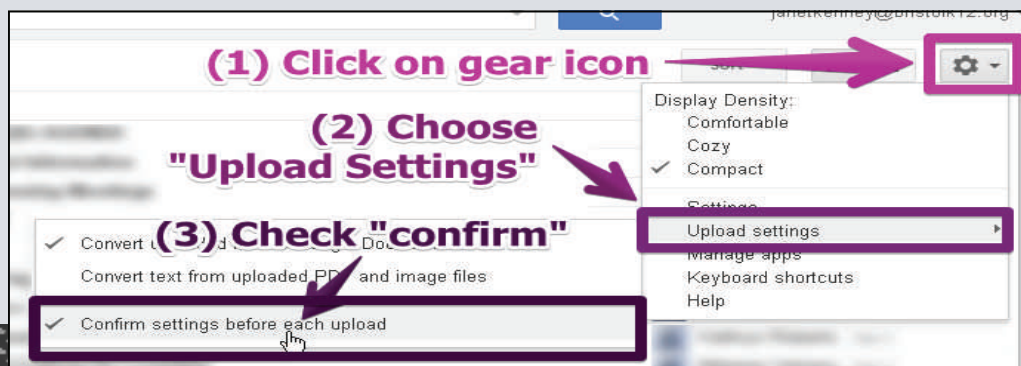 janetkenney@bristolk12.org
(1) Click on gear icon
Display Density:
Comfortable
Cozy
Compact
(2) Choose
"Upload Settings"
Settings
Upload settings
Manage apps
Keyboard shortcuts
Help
(3) Check "confirm"
Convert
Convert text from uploaded and image files
Confirm settings before each upload